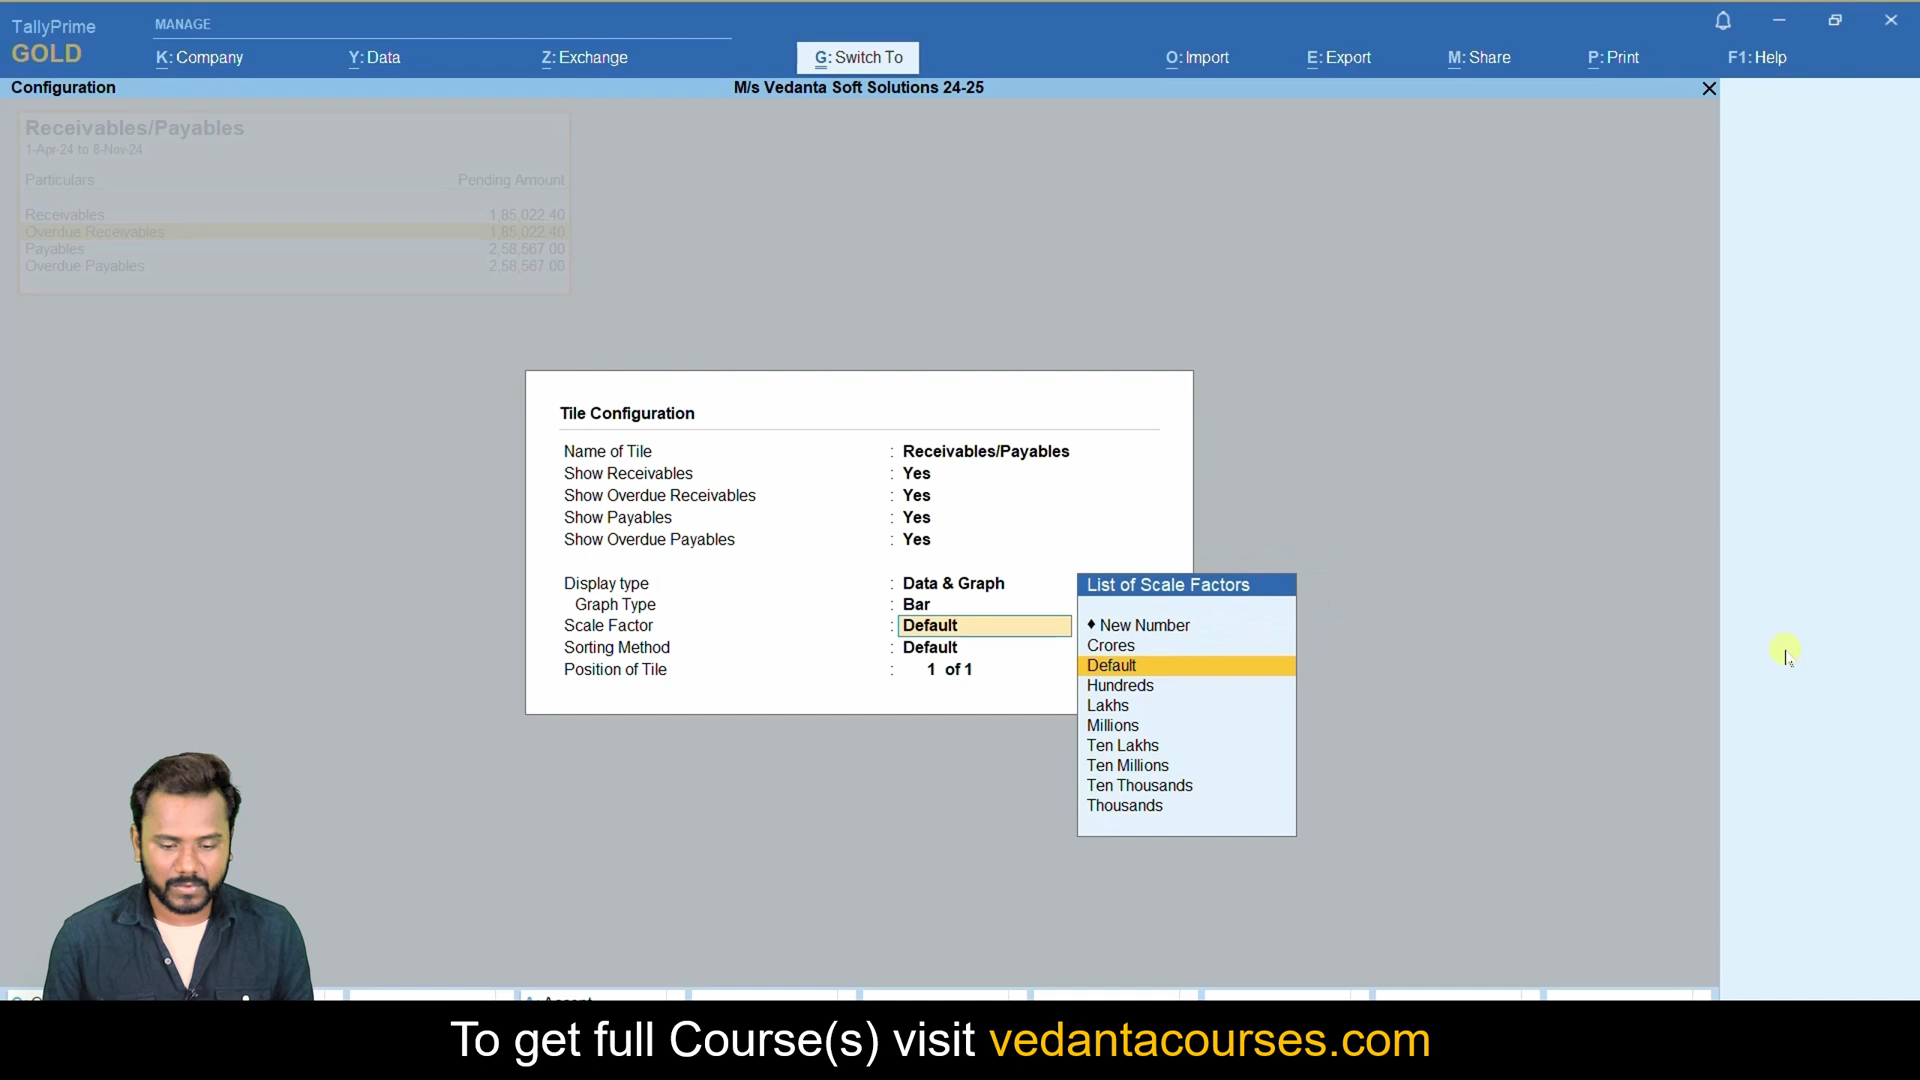 TallyPrime
GOLD
MANAGE
K: Company
Y: Data
Z: Exchange
G: Switch To
O: Import
E: Export
M: Share
P: Print
F1: Help
Configuration
M/s Vedanta Soft Solutions 24-25
Receivables/Payables
1-Apr-24 to 8-Nov-24
Particulars Pending Amount
Receivables 1,85,022.40
Overdue Receivables 1,85,022.40
Payables 2,58,567.00
Overdue Payables 2,58,567.00
Tile Configuration
Name of Tile : Receivables/Payables
Show Receivables : Yes
Show Overdue Receivables : Yes
Show Payables : Yes
Show Overdue Payables : Yes
Display type : Data & Graph
Graph Type : Bar
Scale Factor : Default
Sorting Method : Default
Position of Tile : 1 of 1
List of Scale Factors
♦ New Number
Crores
Default
Hundreds
Lakhs
Millions
Ten Lakhs
Ten Millions
Ten Thousands
Thousands
To get full Course(s) visit vedantacourses.com